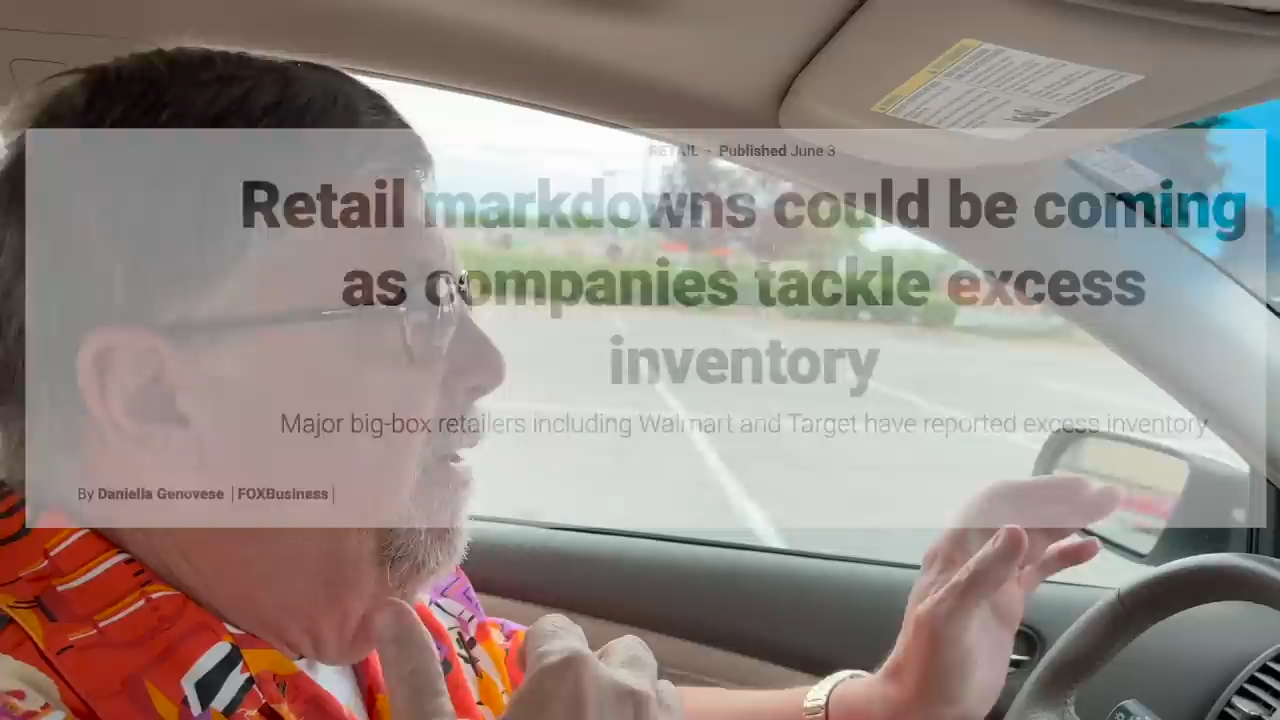 RETAIL - Published June 3
Retail markdowns could be coming
as companies tackle excess
inventory
Major big-box retailers including Walmart and Target have reported excess inventory
By Daniella Genovese | FOXBusiness |